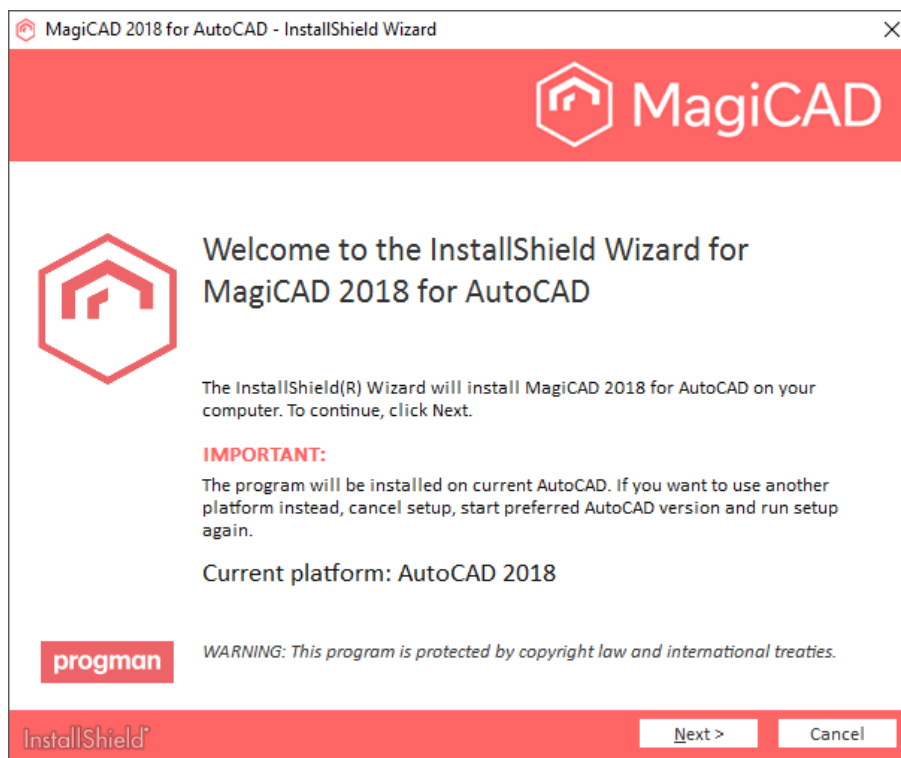 MagiCAD 2018 for AutoCAD - InstallShield Wizard
MagiCAD
Welcome to the InstallShield Wizard for
MagiCAD 2018 for AutoCAD
The InstallShield(R) Wizard will install MagiCAD 2018 for AutoCAD on your
computer. To continue, click Next.
IMPORTANT:
The program will be installed on current AutoCAD. If you want to use another
platform instead, cancel setup, start preferred AutoCAD version and run setup
again.
Current platform: AutoCAD 2018
progman
WARNING: This program is protected by copyright law and international treaties.
InstallShield®
Next >
Cancel